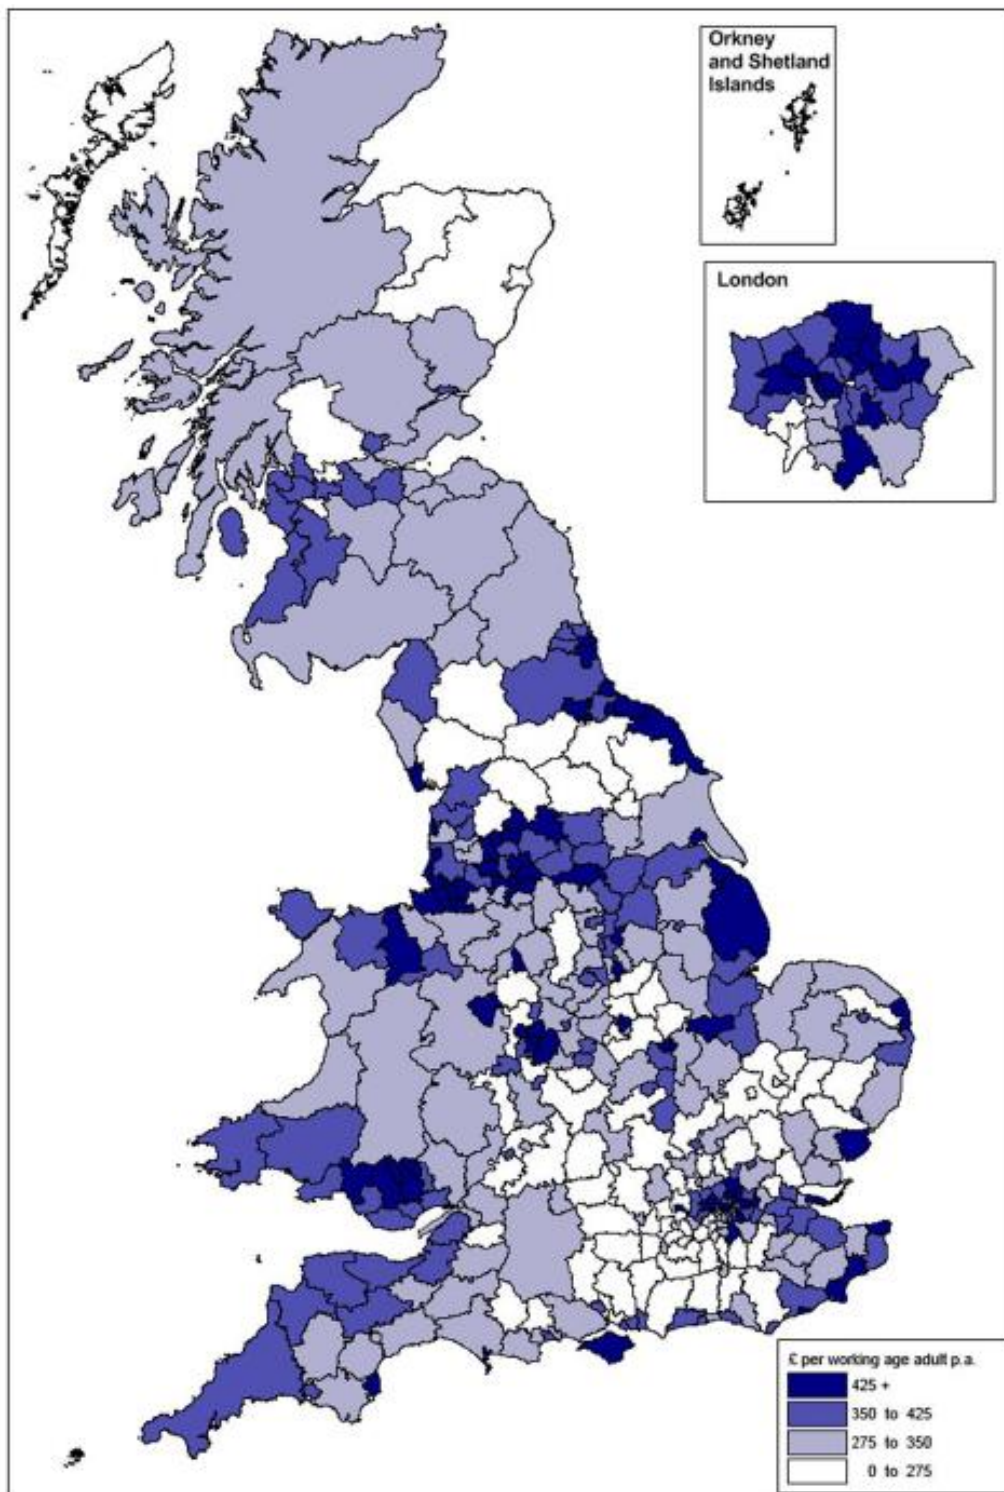 Orkney
and Shetland
Islands
London
£ per working age adult p.a.
425 +
350 to 425
275 to 350
0 to 275